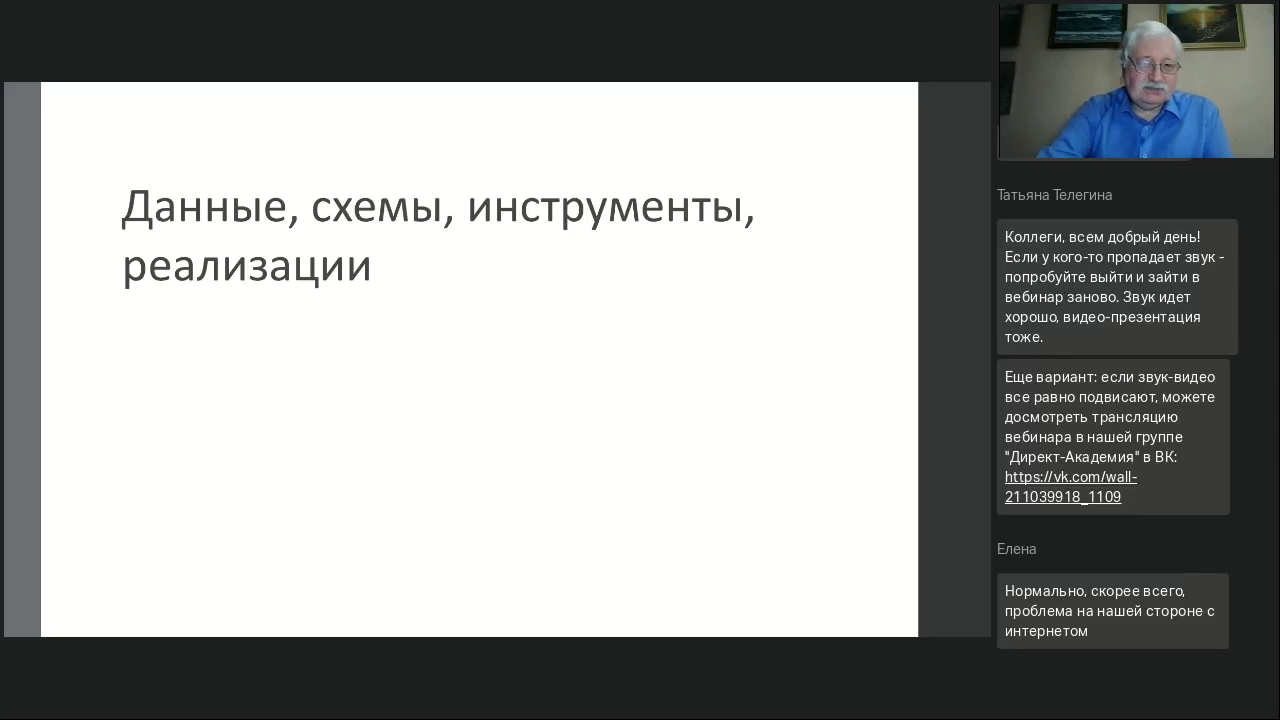 Данные, схемы, инструменты,
реализации
Татьяна Телегина
Коллеги, всем добрый день!
Если у кого-то пропадает звук -
попробуйте выйти и зайти в
вебинар заново. Звук идет
хорошо, видео-презентация
тоже.
Еще вариант: если звук-видео
все равно подвисают, можете
досмотреть трансляцию
вебинара в нашей группе
"Директ-Академия" в ВК:
https://vk.com/wall-
211039918_1109
Елена
Нормально, скорее всего,
проблема на нашей стороне с
интернетом